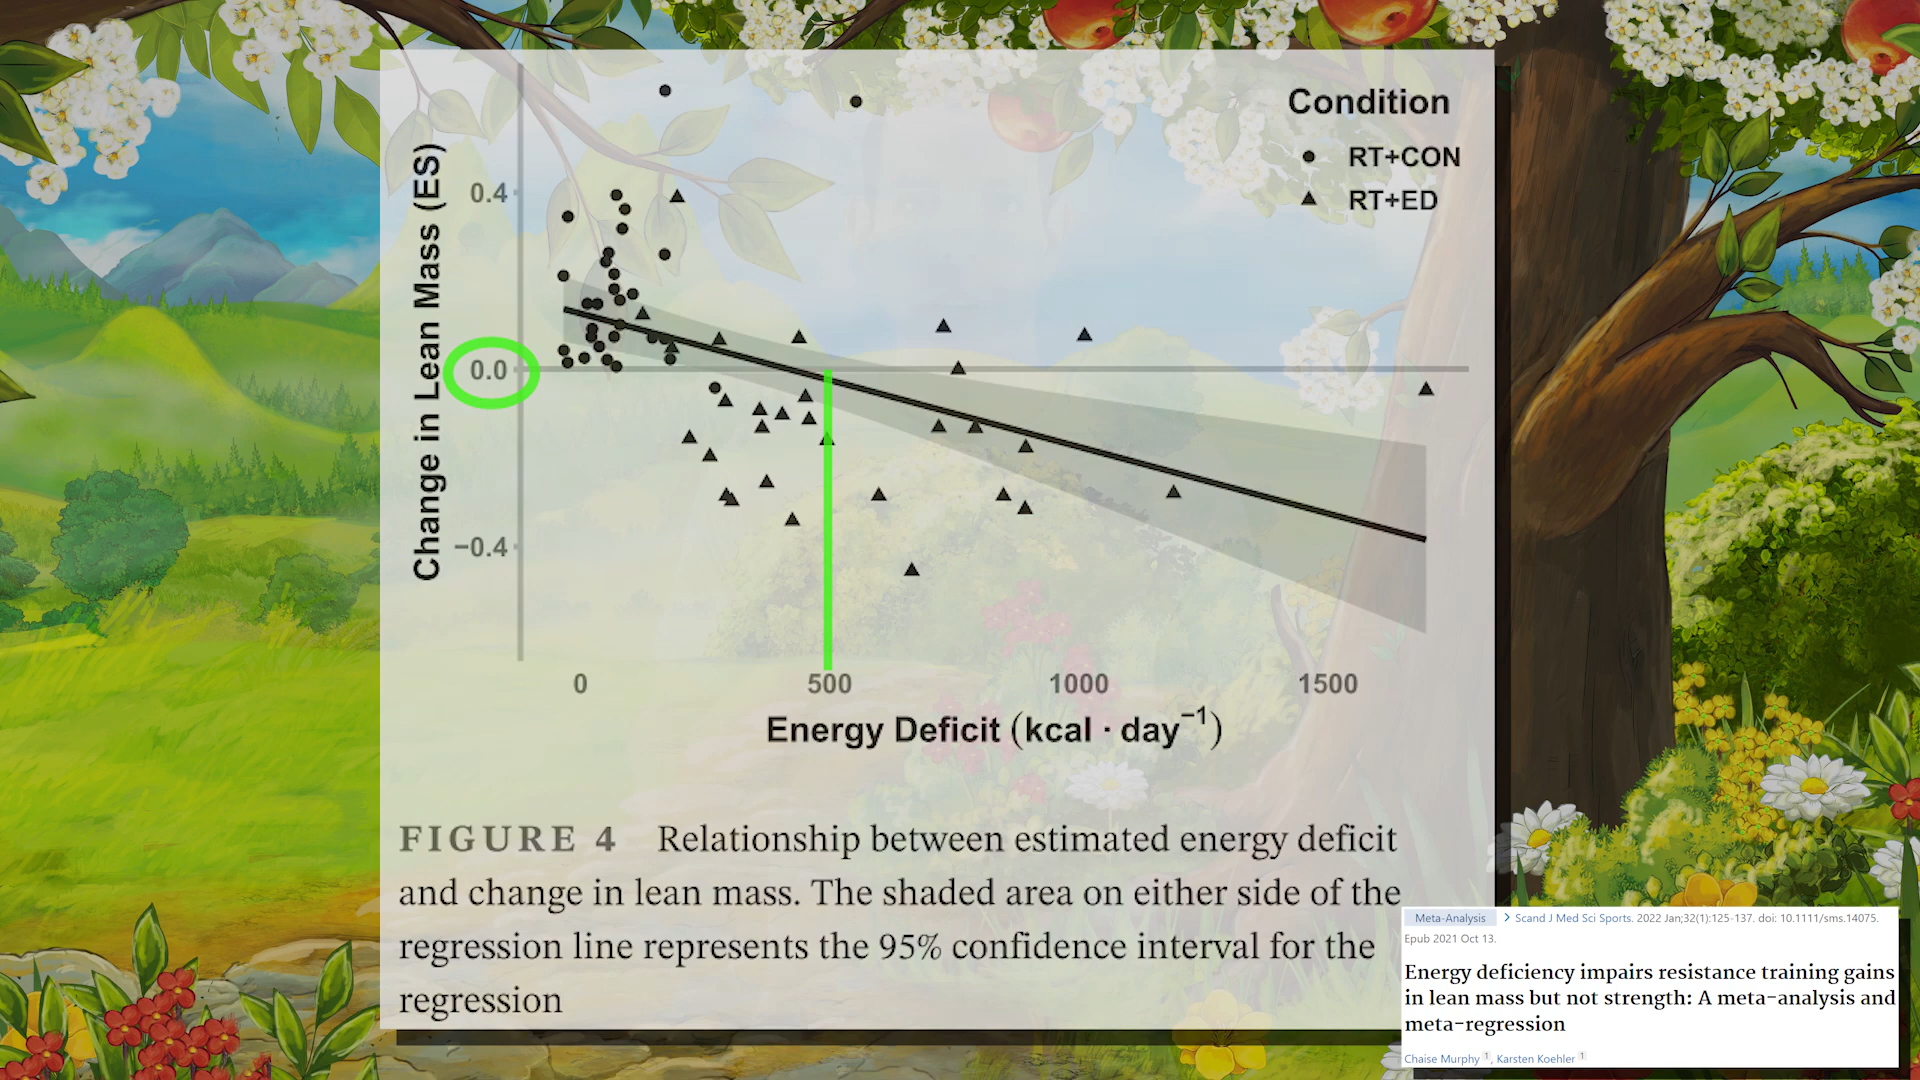 Condition
RT+CON
RT+ED
Change in Lean Mass (ES)
0.4
0.0
−0.4
0 500 1000 1500
Energy Deficit (kcal · day⁻¹)
FIGURE 4 Relationship between estimated energy deficit
and change in lean mass. The shaded area on either side of the
regression line represents the 95% confidence interval for the
regression
Meta-Analysis > Scand J Med Sci Sports. 2022 Jan;32(1):125-137. doi: 10.1111/sms.14075.
Epub 2021 Oct 13.
Energy deficiency impairs resistance training gains
in lean mass but not strength: A meta-analysis and
meta-regression
Chaise Murphy 1, Karsten Koehler 1